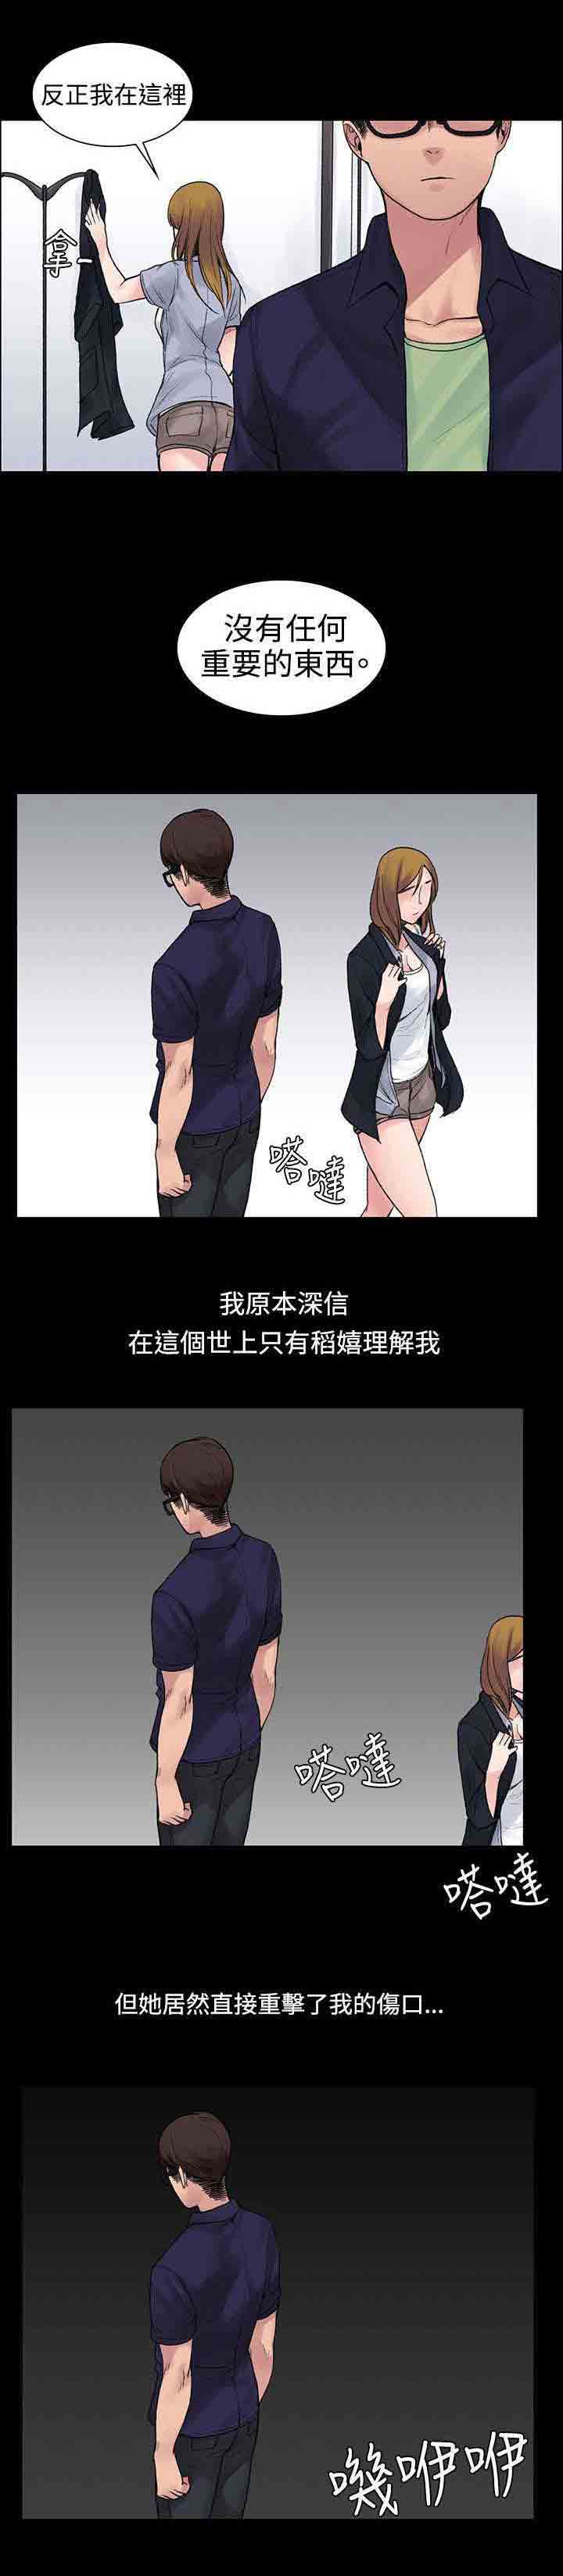 反正我在這裡
拿-
沒有任何
重要的東西。
嗒噠
我原本深信
在這個世上只有稻嬉理解我
嗒噠
嗒噠
但她居然直接重擊了我的傷口...
嘰咿咿